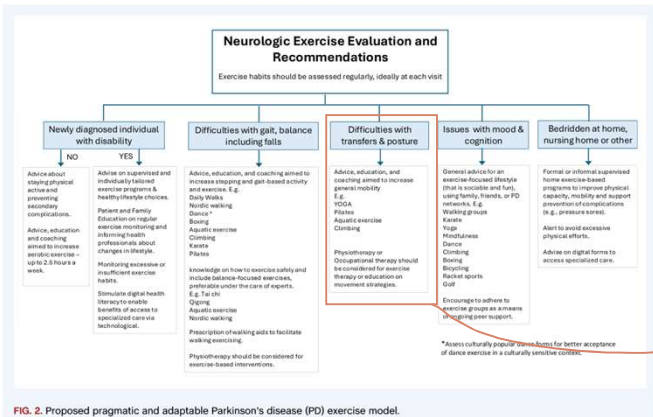 Neurologic Exercise Evaluation and
Recommendations
Exercise habits should be assessed regularly, ideally at each visit
Newly diagnosed individual
with disability
NO
YES
Advice about
staying physical
active and
preventing
secondary
complications.
Advice, education
and coaching
aimed to increase
aerobic exercise –
up to 2.5 hours a
week.
Advise on supervised and
individually tailored
exercise programs &
healthy lifestyle choices.
Patient and Family
Education on regular
exercise monitoring and
informing health
professionals about
changes in lifestyle.
Monitoring excessive or
insufficient exercise
habits.
Stimulate digital health
literacy to enable
benefits of access to
specialized care via
technological.
Difficulties with gait, balance
including falls
Advice, education, and coaching aimed to
increase stepping and gait-based activity
and exercise. E.g.
Daily Walks
Nordic walking
Dance *
Boxing
Aquatic exercise
Climbing
Karate
Pilates
knowledge on how to exercise safely and
include balance-focused exercises,
preferable under the care of experts.
E.g. Tai chi
Qigong
Aquatic exercise
Nordic walking
Prescription of walking aids to facilitate
walking exercising.
Physiotherapy should be considered for
exercise-based interventions.
Difficulties with
transfers & posture
Advice, education, and
coaching aimed to increase
general mobility
E.g.
YOGA
Pilates
Aquatic exercise
Climbing
Physiotherapy or
Occupational therapy should
be considered for exercise
therapy or education on
movement strategies.
Issues with mood &
cognition
General advice for an
exercise-focused lifestyle
(that is sociable and fun),
using family, friends, or PD
networks. E.g.
Walking groups
Karate
Yoga
Mindfulness
Dance
Climbing
Boxing
Bicycling
Racket sports
Golf
Encourage to adhere to
exercise groups as a means
of ongoing peer support.
Bedridden at home,
nursing home or other
Formal or informal supervised
home exercise-based
programs to improve physical
capacity, mobility and support
prevention of complications
(e.g., pressure sores).
Alert to avoid excessive
physical efforts.
Advise on digital forms to
access specialized care.
*Assess culturally popular dance forms for better acceptance
of dance exercise in a culturally sensitive context.
FIG. 2. Proposed pragmatic and adaptable Parkinson's disease (PD) exercise model.